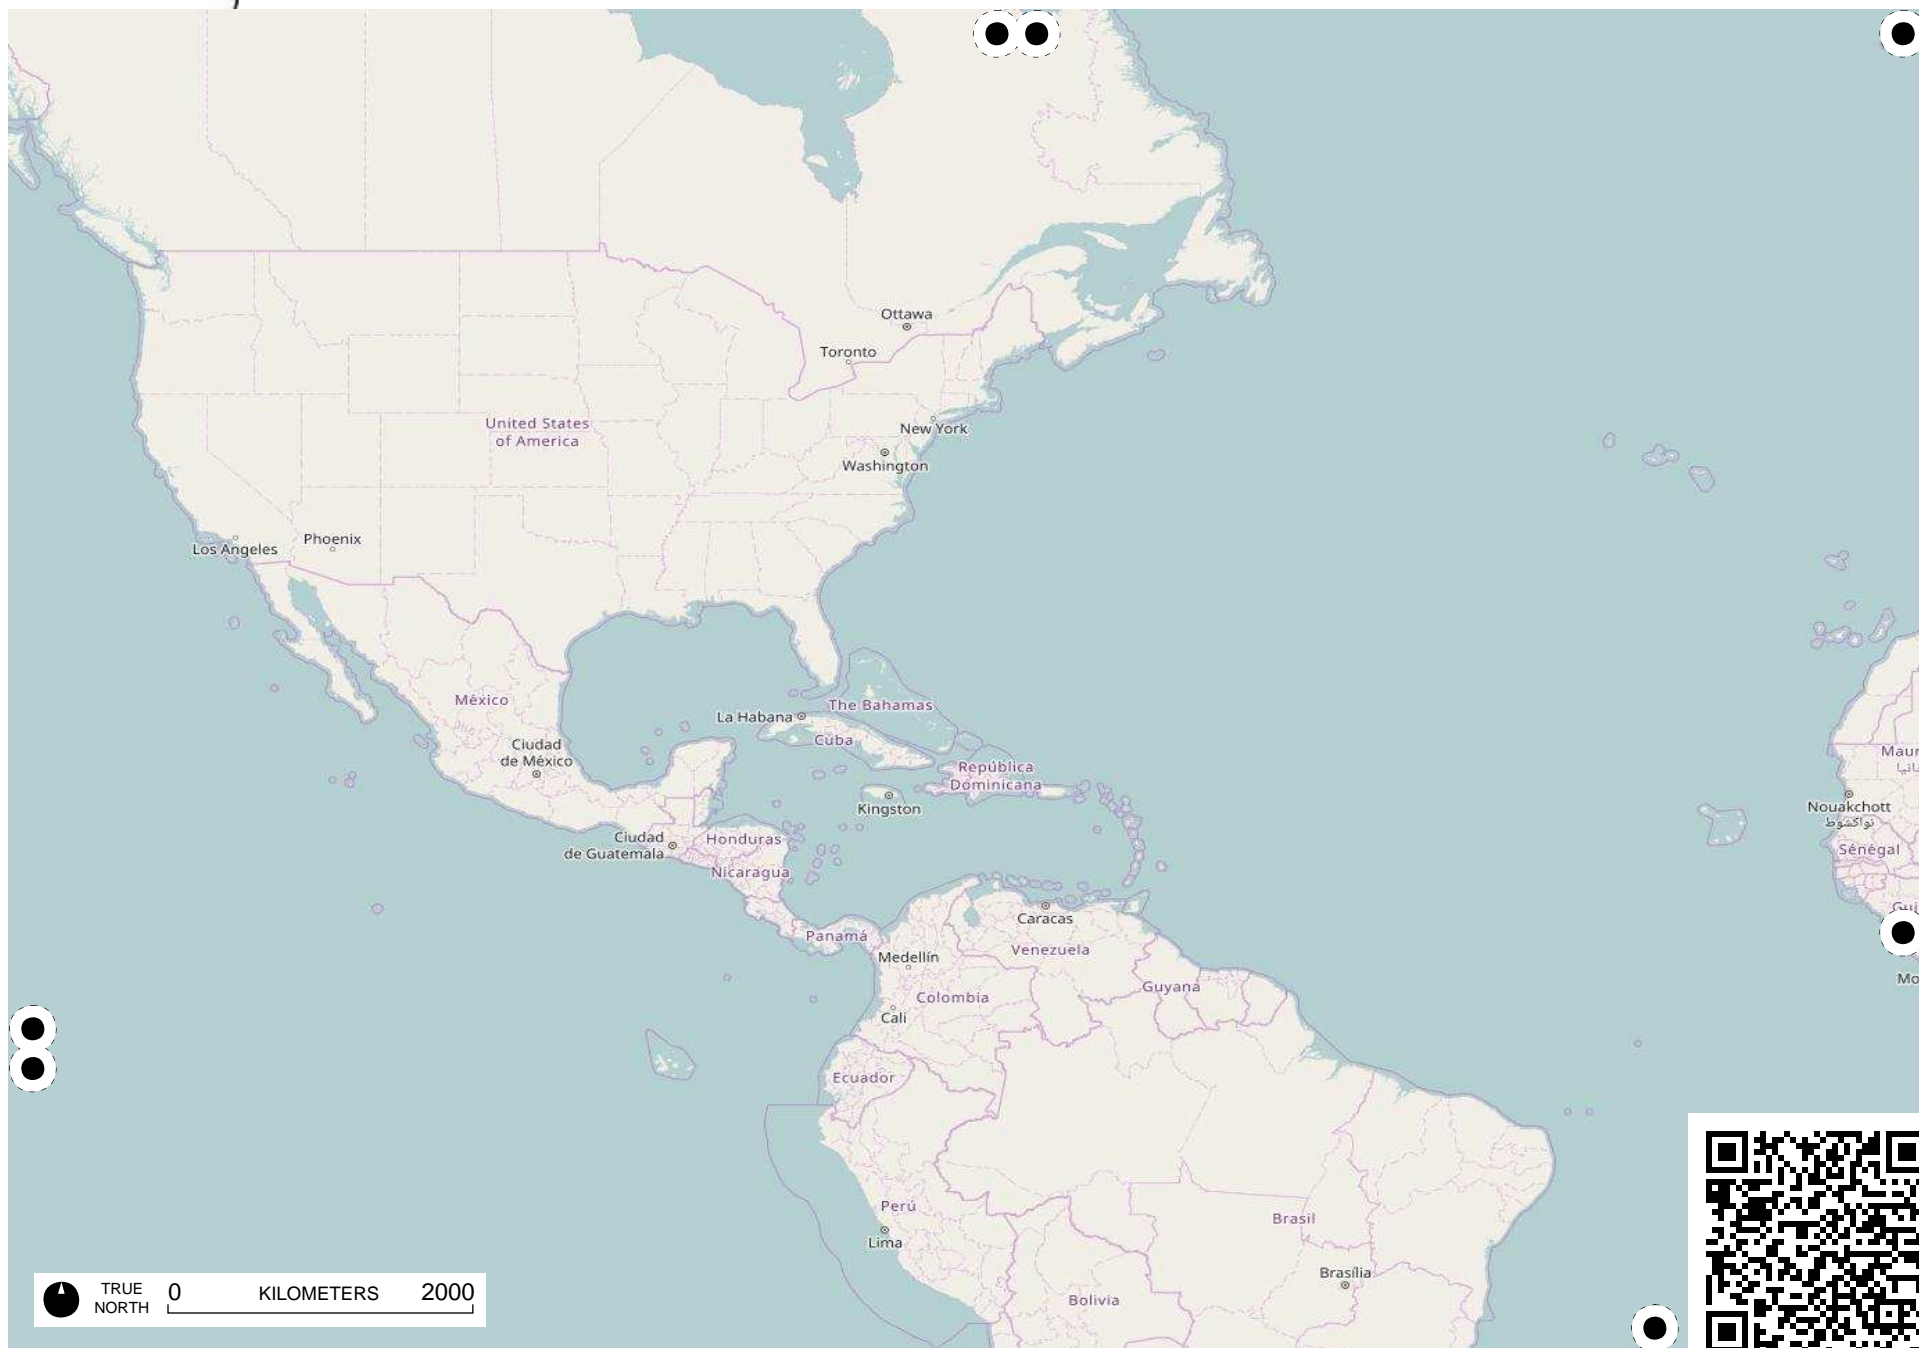 Ottawa
Toronto
United States
of America
New York
Washington
Los Angeles
Phoenix
México
La Habana
The Bahamas
Cuba
Ciudad
de México
República
Dominicana
Kingston
Nouakchott
نواكشوط
Ciudad
de Guatemala
Honduras
Sénégal
Nicaragua
Caracas
Panamá
Venezuela
Medellín
Guyana
Colombia
Cali
Ecuador
Perú
Brasil
Lima
Brasília
Bolivia
TRUE
NORTH
0
KILOMETERS
2000